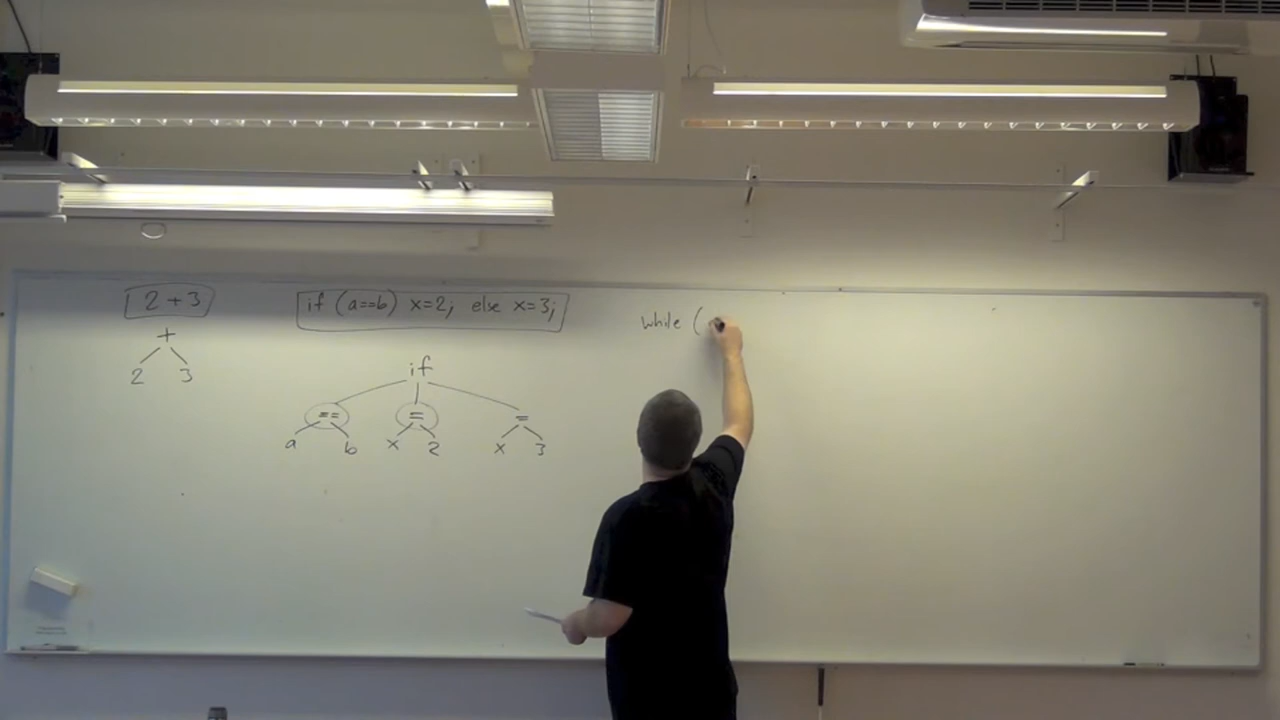 2 + 3
+
2 3
if (a==b) x=2; else x=3;
if
== = =
a b x 2 x 3
while (